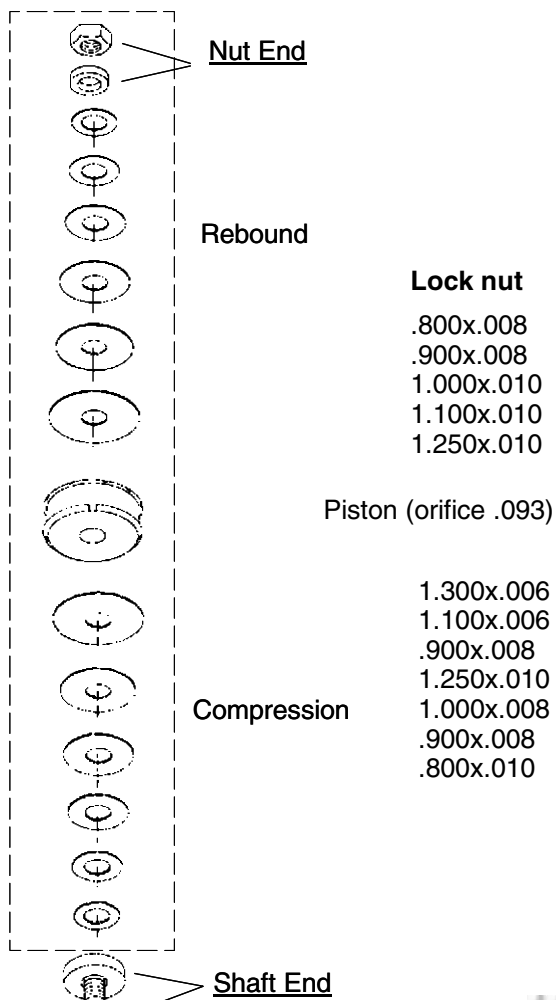 Nut End
Rebound
Lock nut
.800x.008
.900x.008
1.000x.010
1.100x.010
1.250x.010
Piston (orifice .093)
1.300x.006
1.100x.006
.900x.008
1.250x.010
Compression
1.000x.008
.900x.008
.800x.010
Shaft End